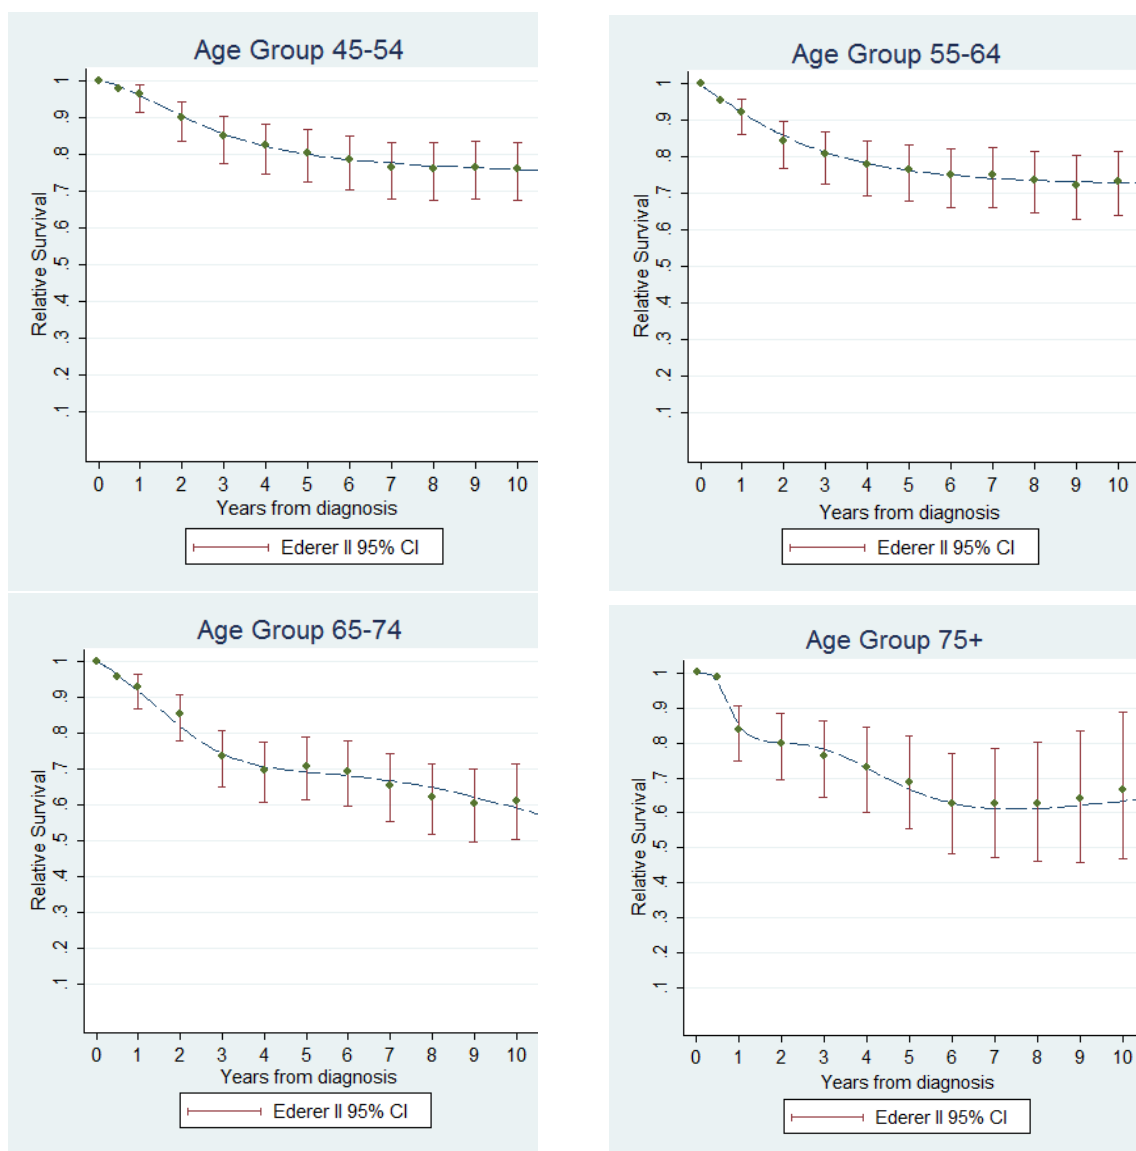 Age Group 45-54
Relative Survival
1
.9
.8
.7
.6
.5
.4
.3
.2
.1
0 1 2 3 4 5 6 7 8 9 10
Years from diagnosis
Ederer II 95% CI
Age Group 55-64
Relative Survival
1
.9
.8
.7
.6
.5
.4
.3
.2
.1
0 1 2 3 4 5 6 7 8 9 10
Years from diagnosis
Ederer II 95% CI
Age Group 65-74
Relative Survival
1
.9
.8
.7
.6
.5
.4
.3
.2
.1
0 1 2 3 4 5 6 7 8 9 10
Years from diagnosis
Ederer II 95% CI
Age Group 75+
Relative Survival
1
.9
.8
.7
.6
.5
.4
.3
.2
.1
0 1 2 3 4 5 6 7 8 9 10
Years from diagnosis
Ederer II 95% CI